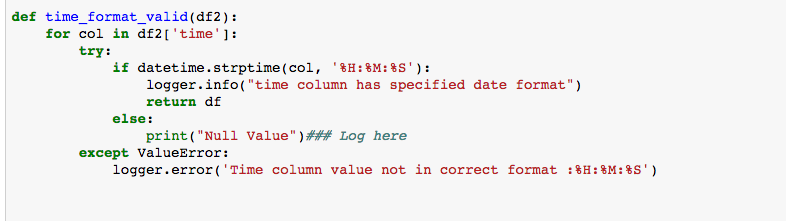 def time_format_valid(df2):
    for col in df2['time']:
        try:
            if datetime.strptime(col, '%H:%M:%S'):
                logger.info("time column has specified date format")
                return df
            else:
                print("Null Value")### Log here
        except ValueError:
            logger.error('Time column value not in correct format :%H:%M:%S')